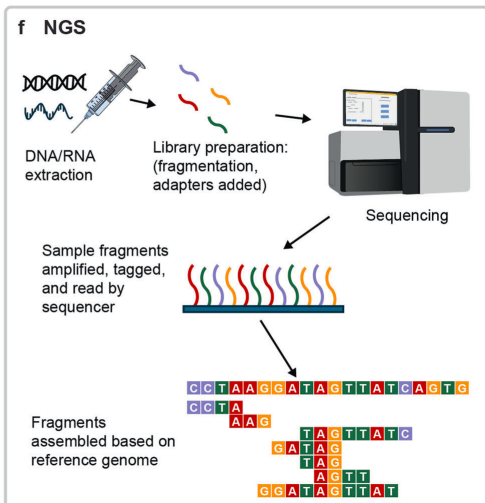 f NGS
DNA/RNA
extraction
Library preparation:
(fragmentation,
adapters added)
Sequencing
Sample fragments
amplified, tagged,
and read by
sequencer
CCTAAGGATAGTTATCAGTG
CCTA
AAG
Fragments
assembled based on
reference genome
TAGTTATC
GATAG
TAG
AGTT
GGATAGTTAT